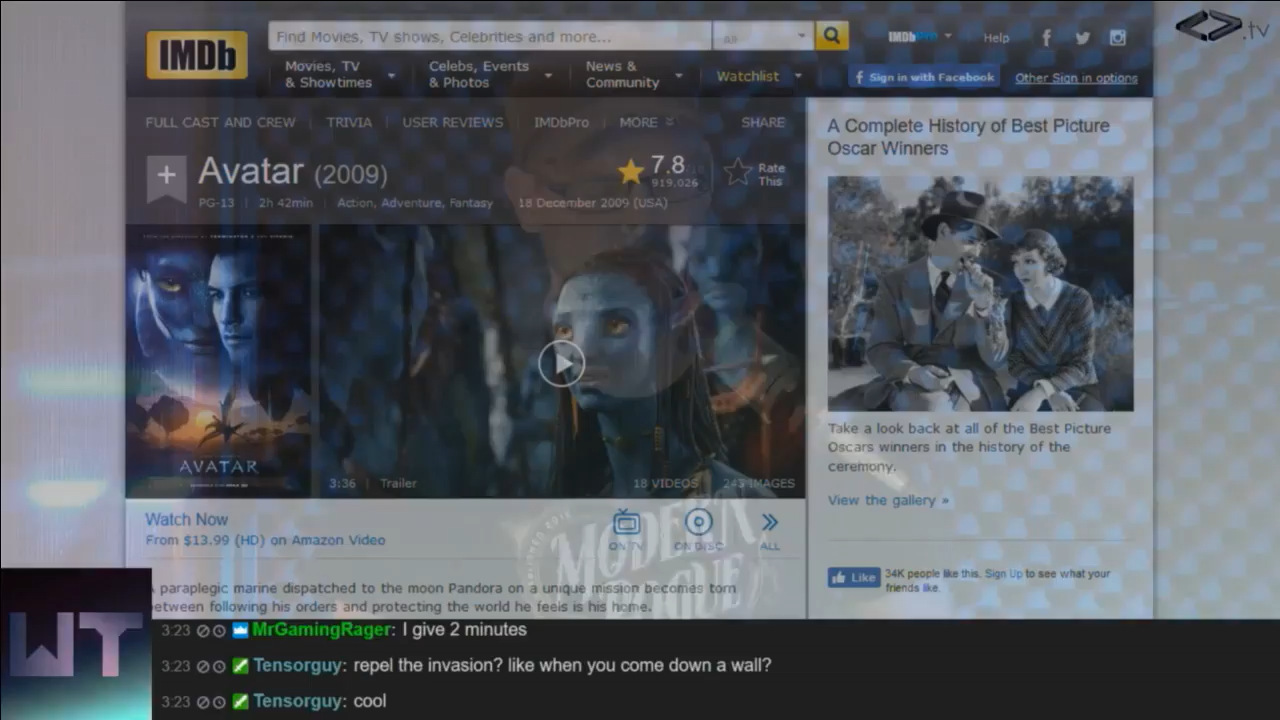 IMDb
Find Movies, TV shows, Celebrities and more...
All
IMDbPro
Help
.tv
Movies, TV
& Showtimes
Celebs, Events
& Photos
News &
Community
Watchlist
Sign in with Facebook
Other Sign in options
FULL CAST AND CREW
TRIVIA
USER REVIEWS
IMDbPro
MORE
SHARE
Avatar (2009)
7.8/10
919,026
Rate
This
PG-13
2h 42min
Action, Adventure, Fantasy
18 December 2009 (USA)
A Complete History of Best Picture
Oscar Winners
AVATAR
3:36
Trailer
18 VIDEOS
243 IMAGES
Take a look back at all of the Best Picture
Oscars winners in the history of the
ceremony.
View the gallery »
Watch Now
From $13.99 (HD) on Amazon Video
ON TV
ON DISC
ALL
MODERN
A paraplegic marine dispatched to the moon Pandora on a unique mission becomes torn
between following his orders and protecting the world he feels is his home.
Like
34K people like this. Sign Up to see what your
friends like.
WT
3:23 MrGamingRager: I give 2 minutes
3:23 Tensorguy: repel the invasion? like when you come down a wall?
3:23 Tensorguy: cool